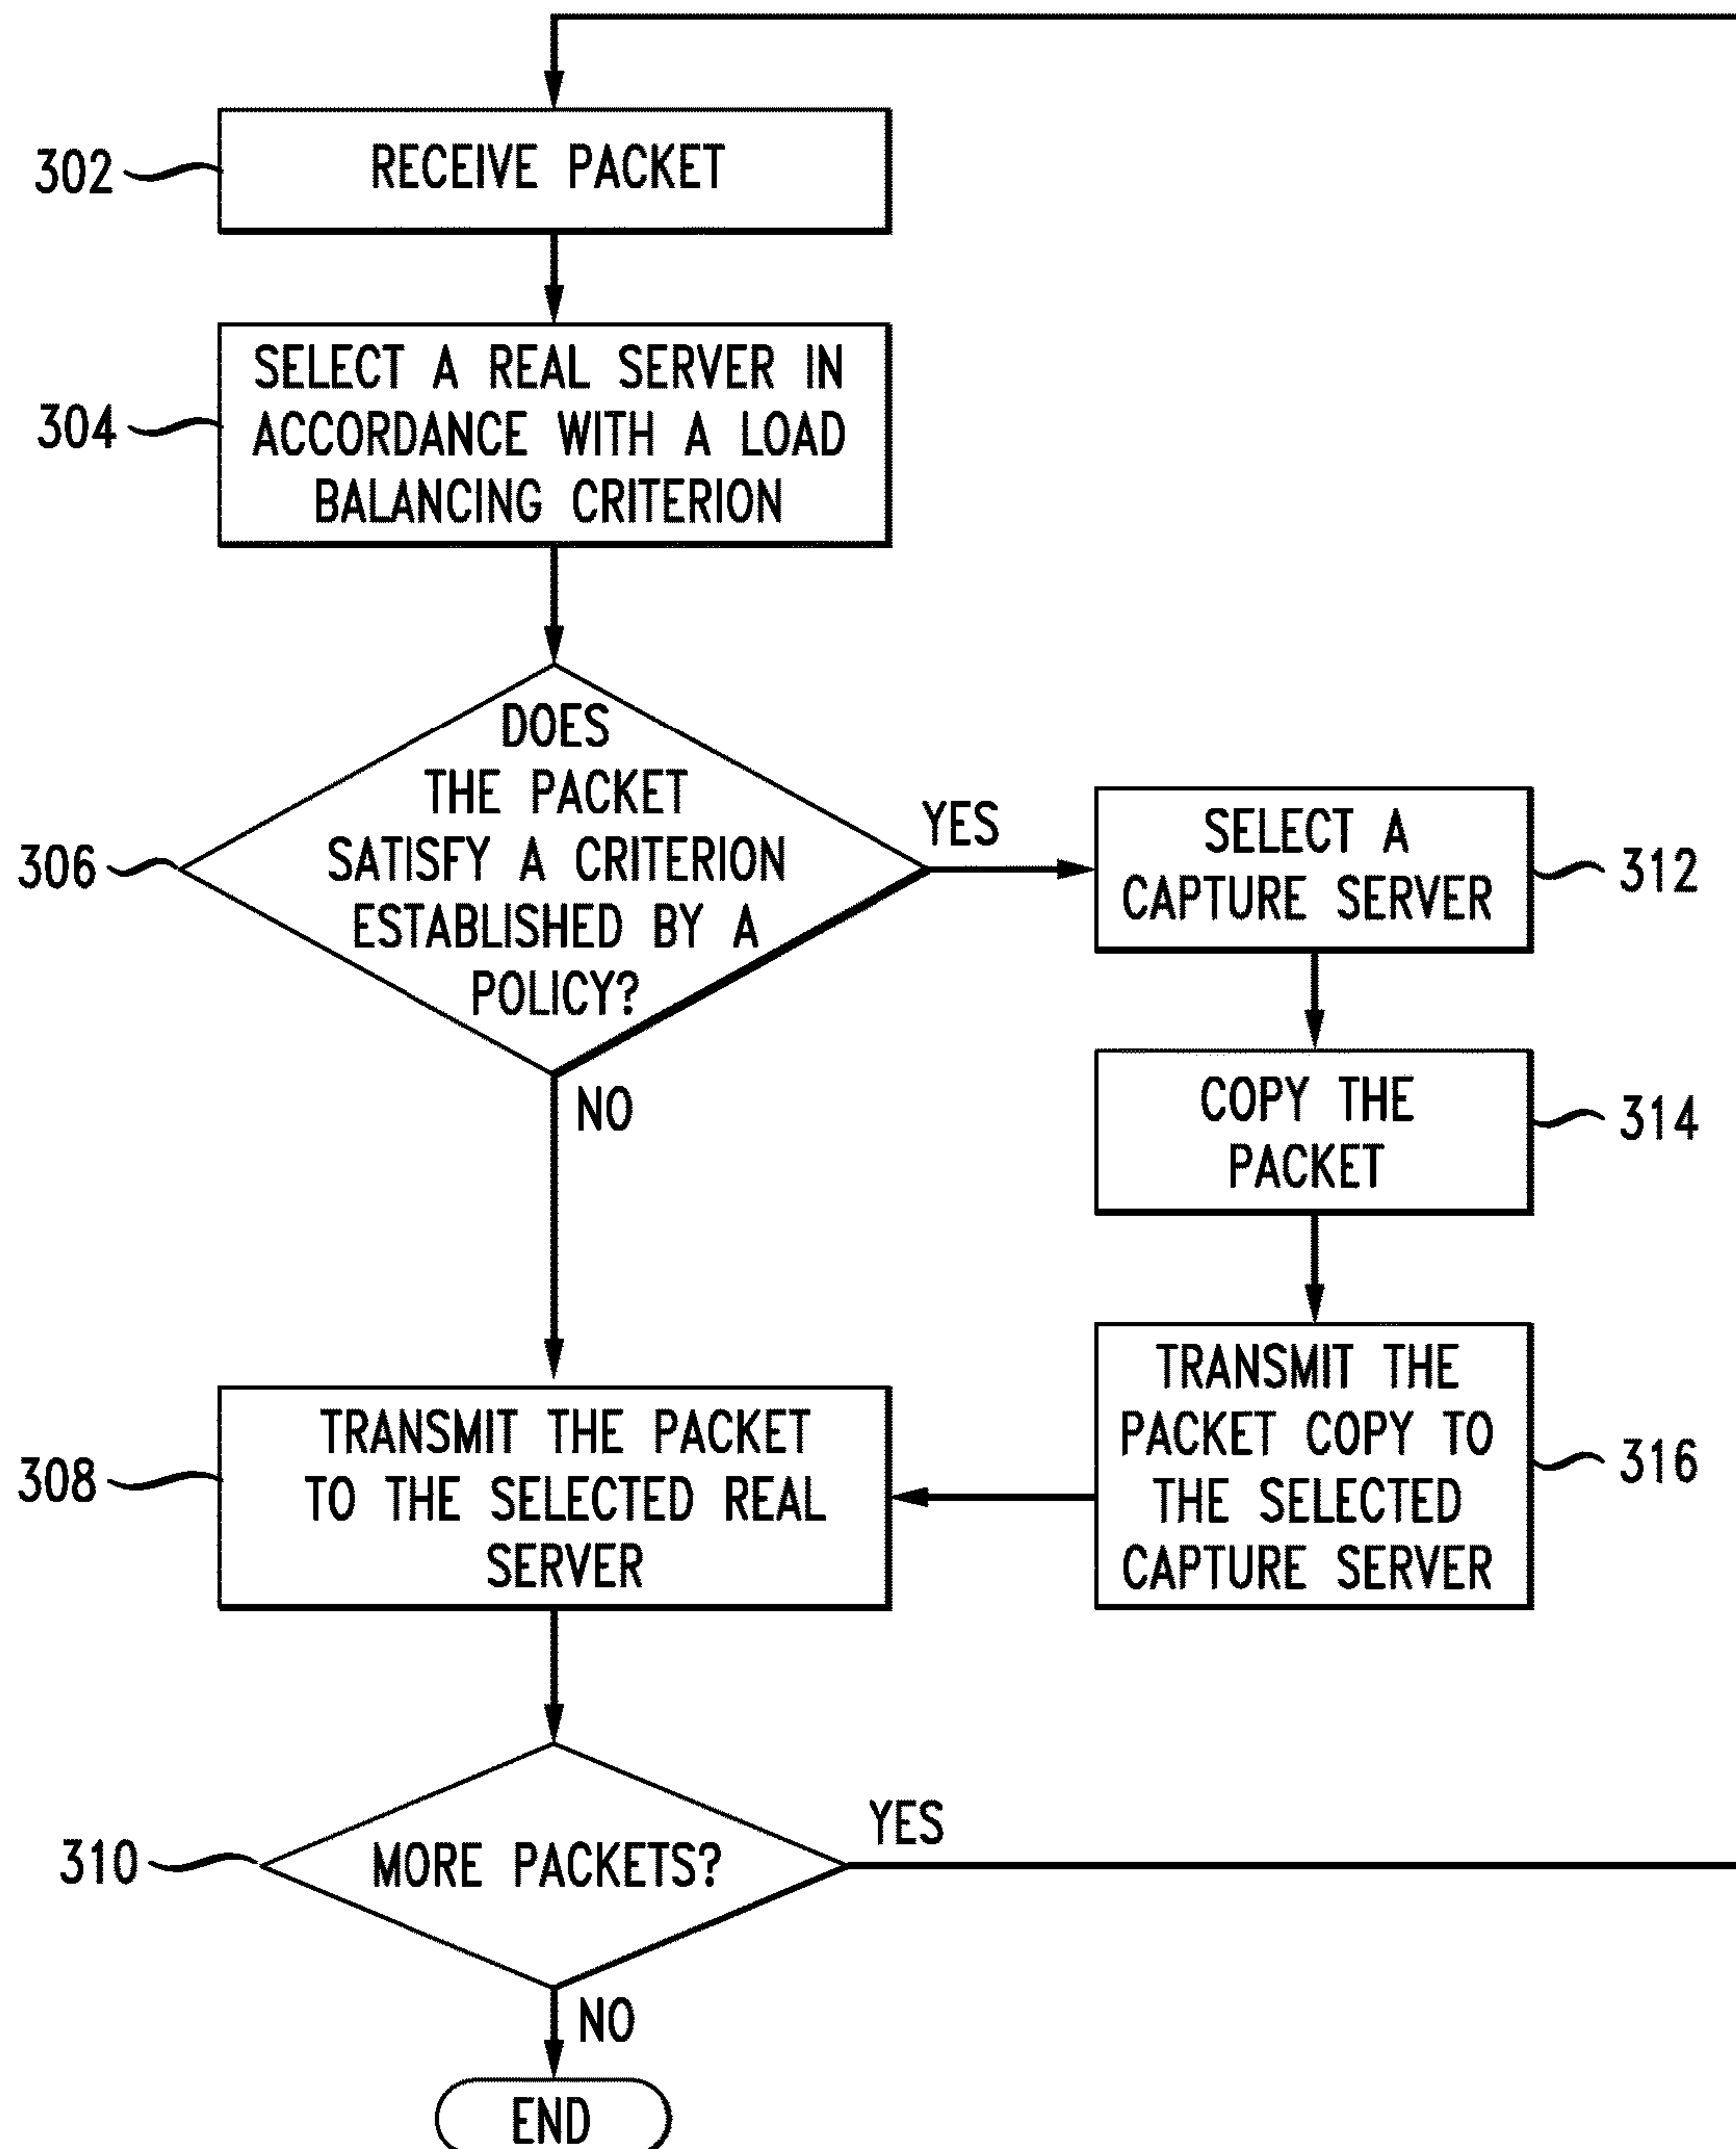 302
RECEIVE PACKET
304
SELECT A REAL SERVER IN
ACCORDANCE WITH A LOAD
BALANCING CRITERION
306
DOES
THE PACKET
SATISFY A CRITERION
ESTABLISHED BY A
POLICY?
YES
NO
SELECT A
CAPTURE SERVER
312
COPY THE
PACKET
314
TRANSMIT THE
PACKET COPY TO
THE SELECTED
CAPTURE SERVER
316
308
TRANSMIT THE PACKET
TO THE SELECTED REAL
SERVER
310
MORE PACKETS?
YES
NO
END